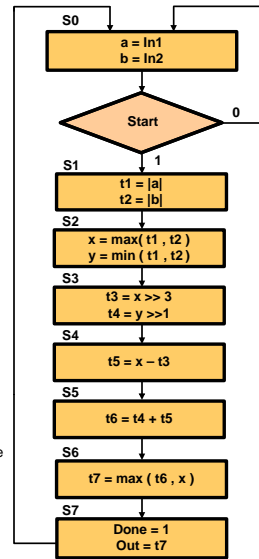 S0
a = In1
b = In2
Start
0
1
S1
t1 = |a|
t2 = |b|
S2
x = max( t1 , t2 )
y = min ( t1 , t2 )
S3
t3 = x >> 3
t4 = y >>1
S4
t5 = x – t3
S5
t6 = t4 + t5
e
S6
t7 = max ( t6 , x )
S7
Done = 1
Out = t7